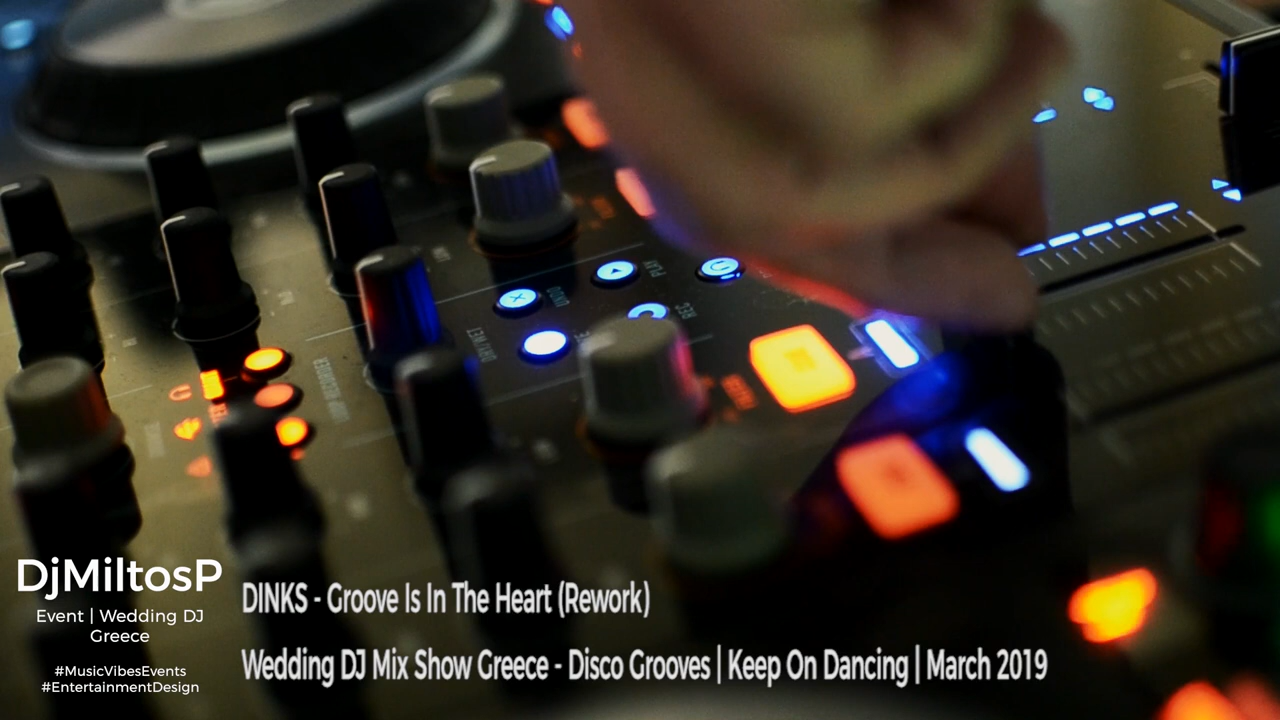 DjMiltosP
Event | Wedding DJ
Greece
#MusicVibesEvents
#EntertainmentDesign
DINKS - Groove Is In The Heart (Rework)
Wedding DJ Mix Show Greece - Disco Grooves | Keep On Dancing | March 2019